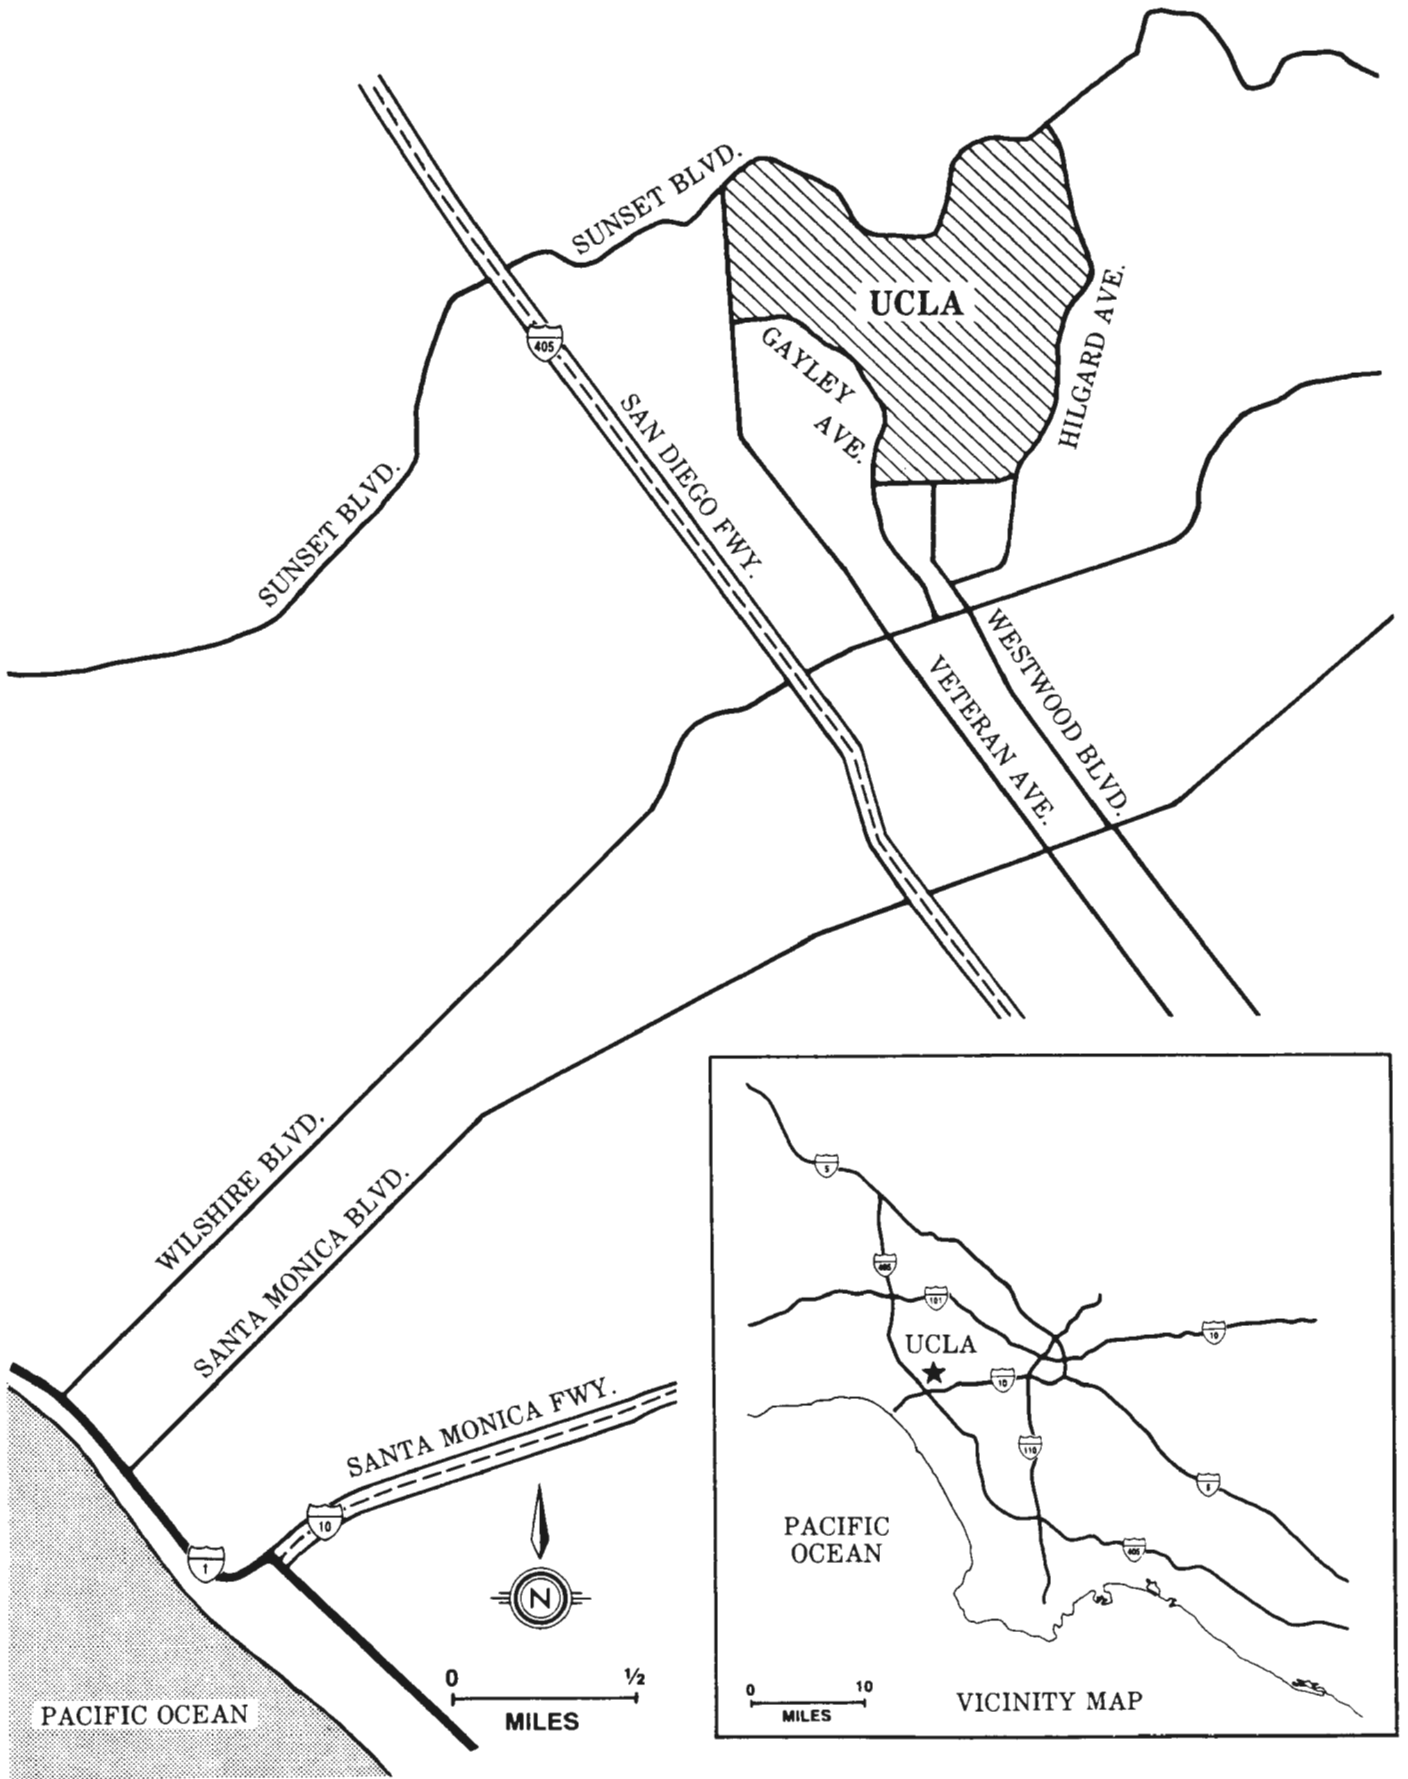 SUNSET BLVD.
UCLA
HILGARD AVE.
405
GAYLEY
AVE.
SAN DIEGO FWY.
SUNSET BLVD.
WESTWOOD BLVD.
VETERAN AVE.
WILSHIRE BLVD.
SANTA MONICA BLVD.
SANTA MONICA FWY.
10
1
N
0 1/2
MILES
PACIFIC OCEAN
5
405
101
10
UCLA
10
110
5
PACIFIC
OCEAN
405
0 10
MILES
VICINITY MAP